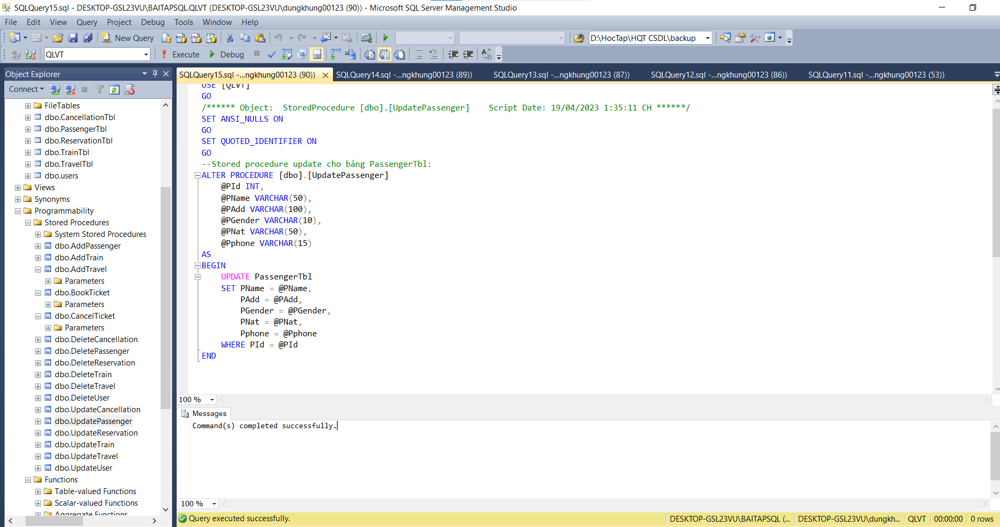 SQLQuery15.sql - DESKTOP-GSL23VU\BAITAPSQL.QLVT (DESKTOP-GSL23VU\dungkhung00123 (90)) - Microsoft SQL Server Management Studio
File Edit View Query Project Debug Tools Window Help
New Query D:\HocTap\HQT CSDL\backup
QLVT Execute Debug
Object Explorer
Connect
FileTables
dbo.CancellationTbl
dbo.PassengerTbl
dbo.ReservationTbl
dbo.TrainTbl
dbo.TravelTbl
dbo.users
Views
Synonyms
Programmability
Stored Procedures
System Stored Procedures
dbo.AddPassenger
dbo.AddTrain
dbo.AddTravel
Parameters
dbo.BookTicket
Parameters
dbo.CancelTicket
Parameters
dbo.DeleteCancellation
dbo.DeletePassenger
dbo.DeleteReservation
dbo.DeleteTrain
dbo.DeleteTravel
dbo.DeleteUser
dbo.UpdateCancellation
dbo.UpdatePassenger
dbo.UpdateReservation
dbo.UpdateTrain
dbo.UpdateTravel
dbo.UpdateUser
Functions
Table-valued Functions
Scalar-valued Functions
Aggregate Functions
SQLQuery15.sql -...ngkhung00123 (90)) SQLQuery14.sql -...ngkhung00123 (89)) SQLQuery13.sql -...ngkhung00123 (87)) SQLQuery12.sql -...ngkhung00123 (86)) SQLQuery11.sql -...ngkhung00123 (53))
USE [QLVT]
GO
/****** Object:  StoredProcedure [dbo].[UpdatePassenger]    Script Date: 19/04/2023 1:35:11 CH ******/
SET ANSI_NULLS ON
GO
SET QUOTED_IDENTIFIER ON
GO
--Stored procedure update cho bảng PassengerTbl:
ALTER PROCEDURE [dbo].[UpdatePassenger]
@PId INT,
@PName VARCHAR(50),
@PAdd VARCHAR(100),
@PGender VARCHAR(10),
@PNat VARCHAR(50),
@Pphone VARCHAR(15)
AS
BEGIN
UPDATE PassengerTbl
SET PName = @PName,
PAdd = @PAdd,
PGender = @PGender,
PNat = @PNat,
Pphone = @Pphone
WHERE PId = @PId
END
100 %
Messages
Command(s) completed successfully.
100 %
Query executed successfully. DESKTOP-GSL23VU\BAITAPSQL (... DESKTOP-GSL23VU\dungkh... QLVT 00:00:00 0 rows